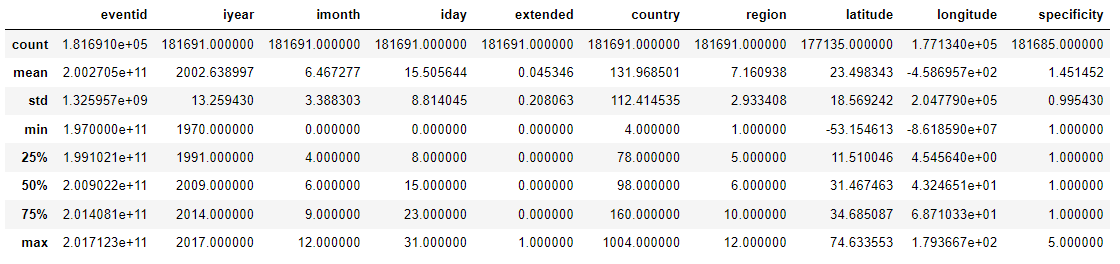 eventid iyear imonth iday extended country region latitude longitude specificity
count 1.816910e+05 181691.000000 181691.000000 181691.000000 181691.000000 181691.000000 181691.000000 177135.000000 1.771340e+05 181685.000000
mean 2.002705e+11 2002.638997 6.467277 15.505644 0.045346 131.968501 7.160938 23.498343 -4.586957e+02 1.451452
std 1.325957e+09 13.259430 3.388303 8.814045 0.208063 112.414535 2.933408 18.569242 2.047790e+05 0.995430
min 1.970000e+11 1970.000000 0.000000 0.000000 0.000000 4.000000 1.000000 -53.154613 -8.618590e+07 1.000000
25% 1.991021e+11 1991.000000 4.000000 8.000000 0.000000 78.000000 5.000000 11.510046 4.545640e+00 1.000000
50% 2.009022e+11 2009.000000 6.000000 15.000000 0.000000 98.000000 6.000000 31.467463 4.324651e+01 1.000000
75% 2.014081e+11 2014.000000 9.000000 23.000000 0.000000 160.000000 10.000000 34.685087 6.871033e+01 1.000000
max 2.017123e+11 2017.000000 12.000000 31.000000 1.000000 1004.000000 12.000000 74.633553 1.793667e+02 5.000000